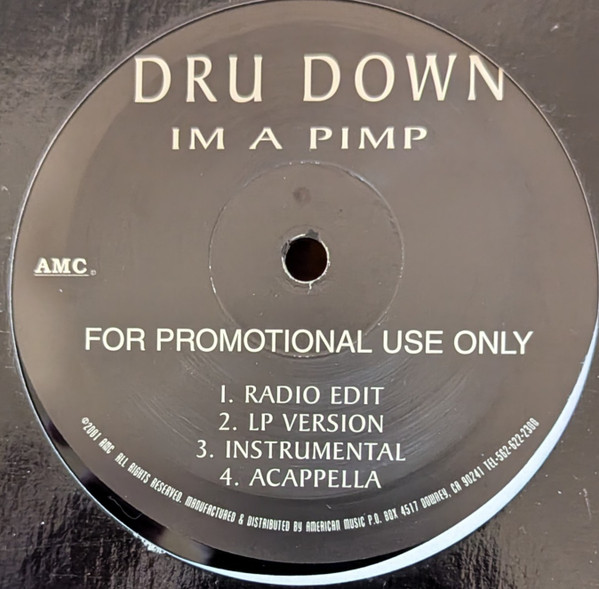 DRU DOWN
IM A PIMP
AMC
FOR PROMOTIONAL USE ONLY
1. RADIO EDIT
2. LP VERSION
3. INSTRUMENTAL
4. ACAPPELLA
©2001 AMC ALL RIGHTS RESERVED. MANUFACTURED & DISTRIBUTED BY AMERICAN MUSIC P.O. BOX 4517 DOWNEY, CA 90241 TEL-562-622-2300